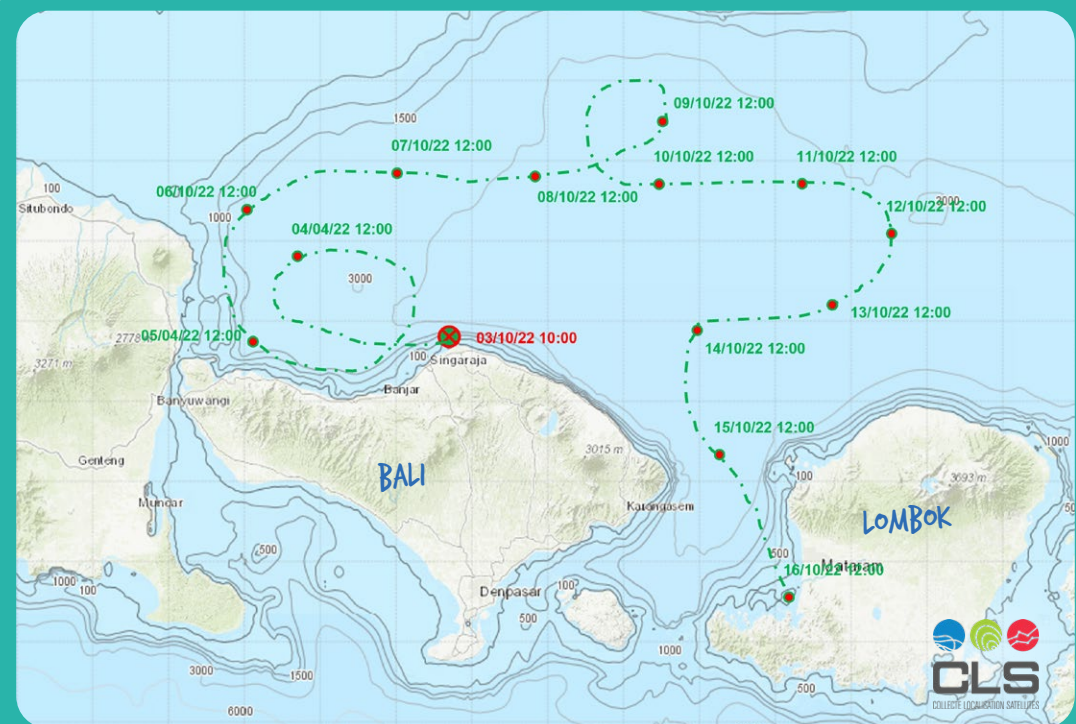 09/10/22 12:00
1500
07/10/22 12:00
10/10/22 12:00
11/10/22 12:00
100
06/10/22 12:00
08/10/22 12:00
3000
12/10/22 12:00
Situbondo
1000
04/04/22 12:00
3000
13/10/22 12:00
2778
05/04/22 12:00
03/10/22 10:00
14/10/22 12:00
100
Singaraja
3271 m
Banjar
Banyuwangi
15/10/22 12:00
1000
3015 m
Genteng
BALI
100
3693 m
Muncar
Karangasem
LOMBOK
500
500
Mataram
16/10/22 12:00
1000
100
Denpasar
100
500
1000
3000
1500
500
6000
CLS
COLLECTE LOCALISATION SATELLITES